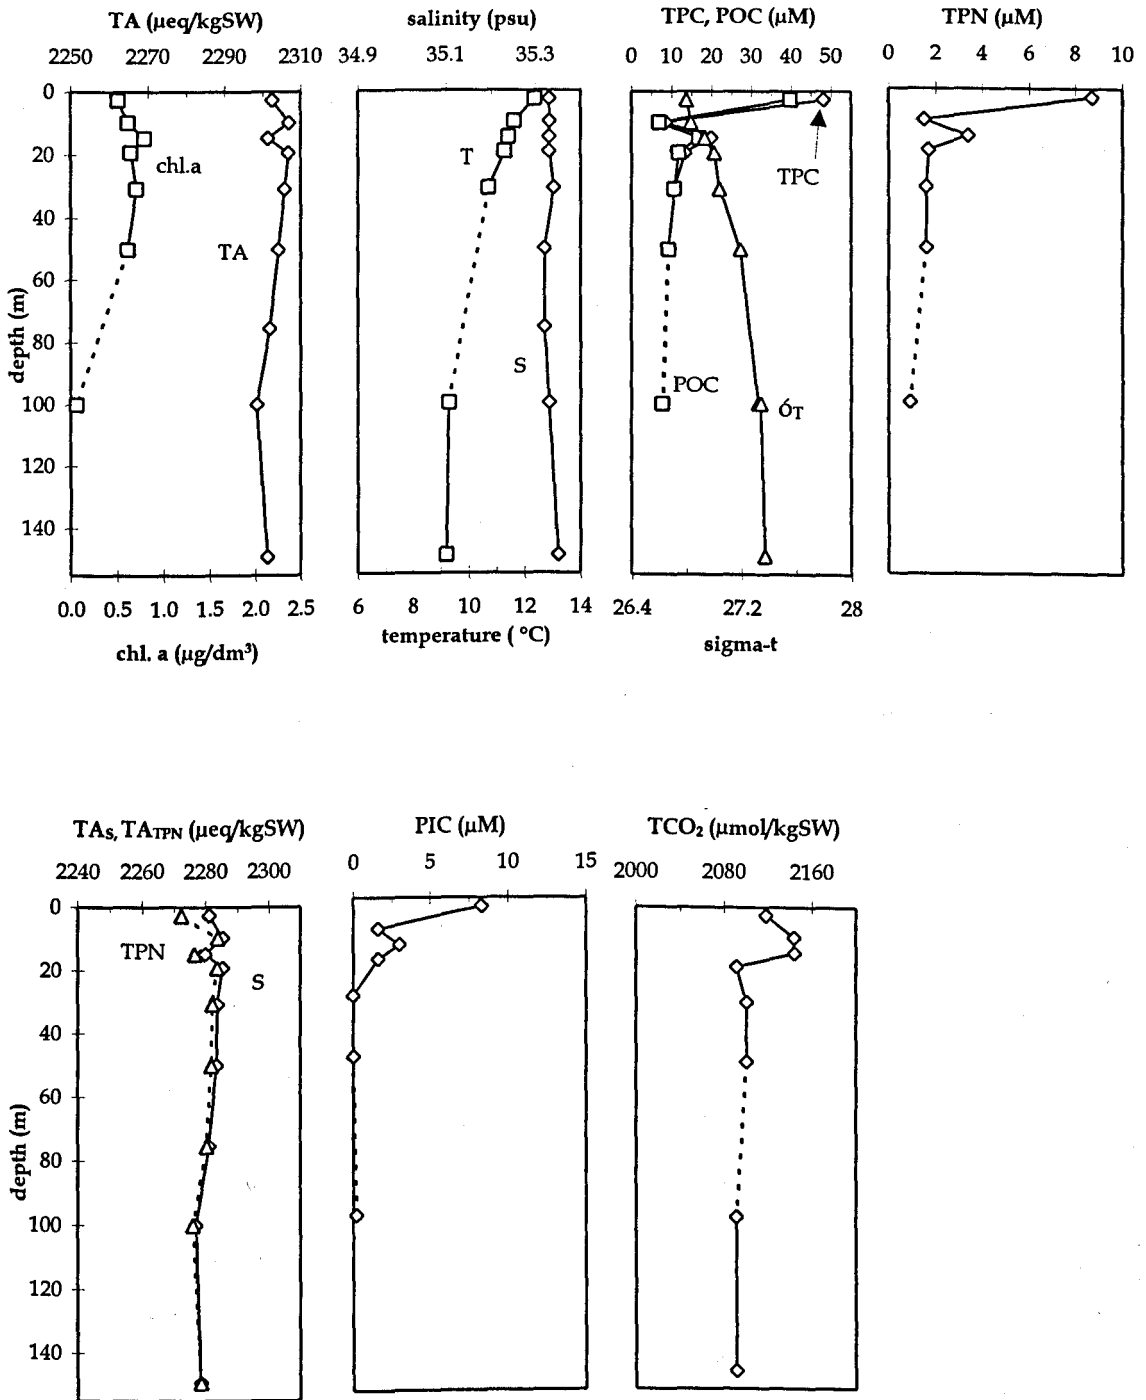 TA (μeq/kgSW)
2250 2270 2290 2310
salinity (psu)
34.9 35.1 35.3
TPC, POC (μM)
0 10 20 30 40 50
TPN (μM)
0 2 4 6 8 10
0
20
40
60
80
100
120
140
depth (m)
chl.a
TA
T
S
TPC
POC
σT
0.0 0.5 1.0 1.5 2.0 2.5
chl. a (μg/dm³)
6 8 10 12 14
temperature ( °C)
26.4 27.2 28
sigma-t
TAS, TATPN (μeq/kgSW)
2240 2260 2280 2300
PIC (μM)
0 5 10 15
TCO₂ (μmol/kgSW)
2000 2080 2160
0
20
40
60
80
100
120
140
depth (m)
TPN
S